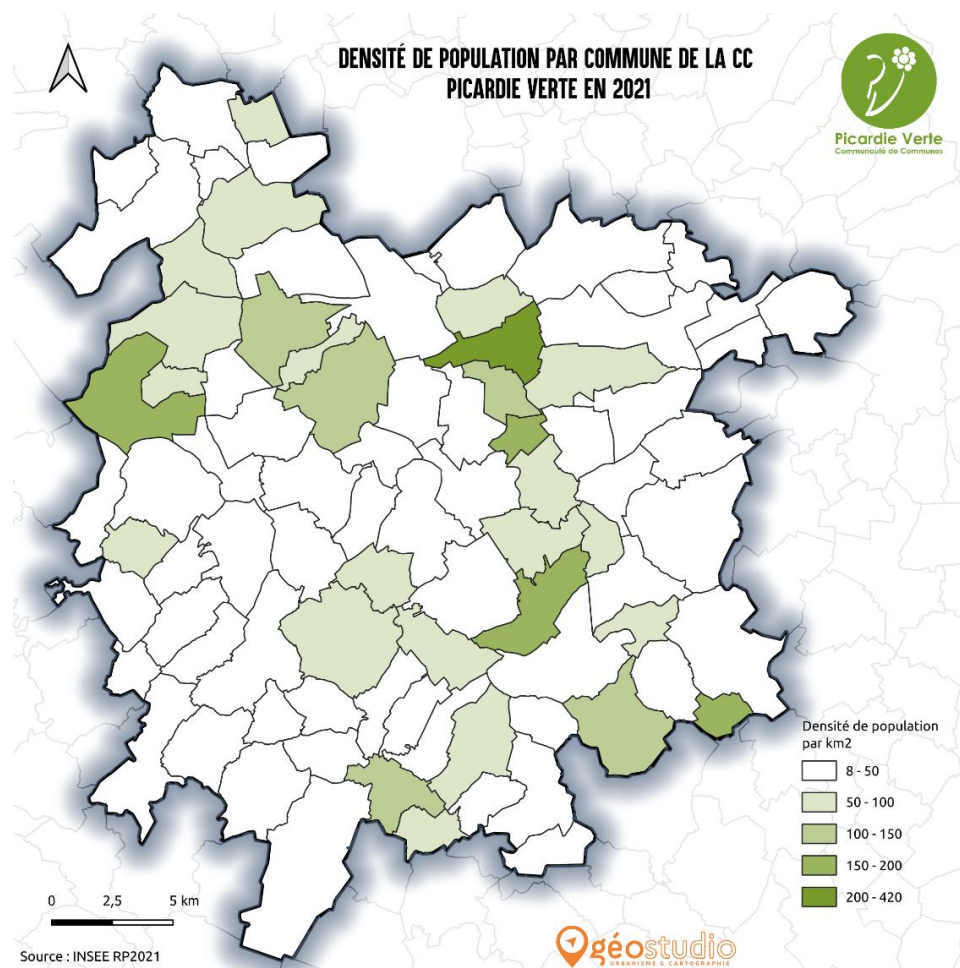 DENSITÉ DE POPULATION PAR COMMUNE DE LA CC
PICARDIE VERTE EN 2021
Picardie Verte
Communauté de Communes
Densité de population
par km2
8 - 50
50 - 100
100 - 150
150 - 200
200 - 420
0 2,5 5 km
Source : INSEE RP2021
géostudio
URBANISME & CARTOGRAPHIE